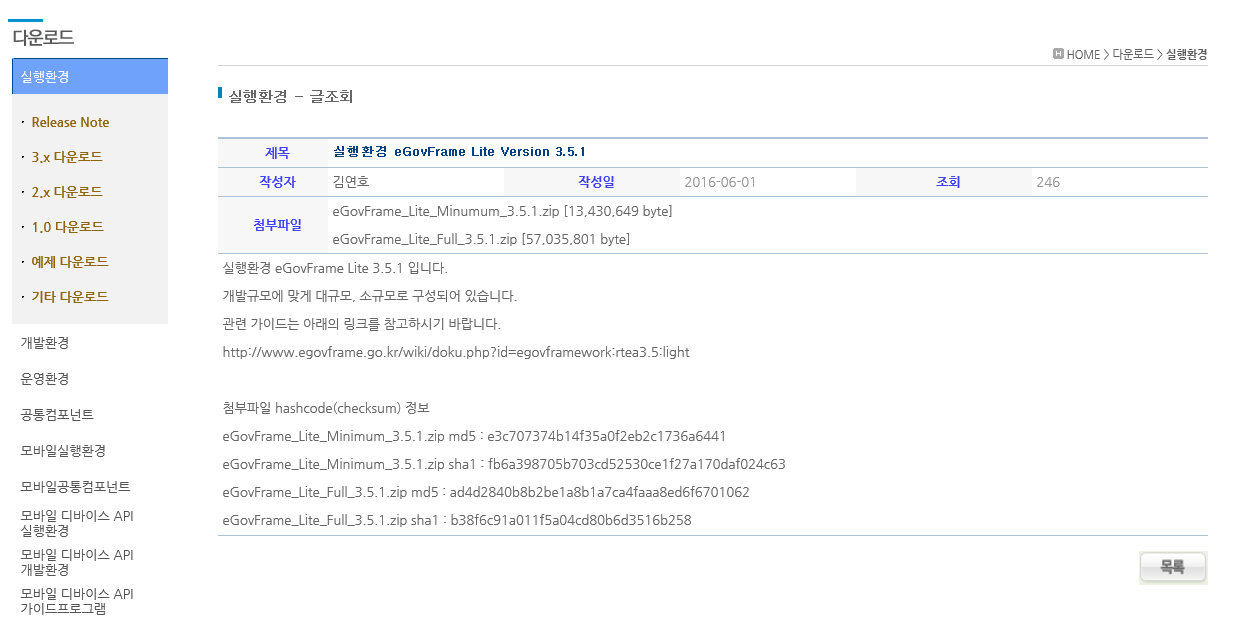 다운로드
실행환경
· Release Note
· 3.x 다운로드
· 2.x 다운로드
· 1.0 다운로드
· 예제 다운로드
· 기타 다운로드
개발환경
운영환경
공통컴포넌트
모바일실행환경
모바일공통컴포넌트
모바일 디바이스 API
실행환경
모바일 디바이스 API
개발환경
모바일 디바이스 API
가이드프로그램
H HOME > 다운로드 > 실행환경
실행환경 - 글조회
제목 실행환경 eGovFrame Lite Version 3.5.1
작성자 김연호 작성일 2016-06-01 조회 246
첨부파일
eGovFrame_Lite_Minumum_3.5.1.zip [13,430,649 byte]
eGovFrame_Lite_Full_3.5.1.zip [57,035,801 byte]
실행환경 eGovFrame Lite 3.5.1 입니다.
개발규모에 맞게 대규모, 소규모로 구성되어 있습니다.
관련 가이드는 아래의 링크를 참고하시기 바랍니다.
http://www.egovframe.go.kr/wiki/doku.php?id=egovframework:rtea3.5:light
첨부파일 hashcode(checksum) 정보
eGovFrame_Lite_Minimum_3.5.1.zip md5 : e3c707374b14f35a0f2eb2c1736a6441
eGovFrame_Lite_Minimum_3.5.1.zip sha1 : fb6a398705b703cd52530ce1f27a170daf024c63
eGovFrame_Lite_Full_3.5.1.zip md5 : ad4d2840b8b2be1a8b1a7ca4faaa8ed6f6701062
eGovFrame_Lite_Full_3.5.1.zip sha1 : b38f6c91a011f5a04cd80b6d3516b258
목록